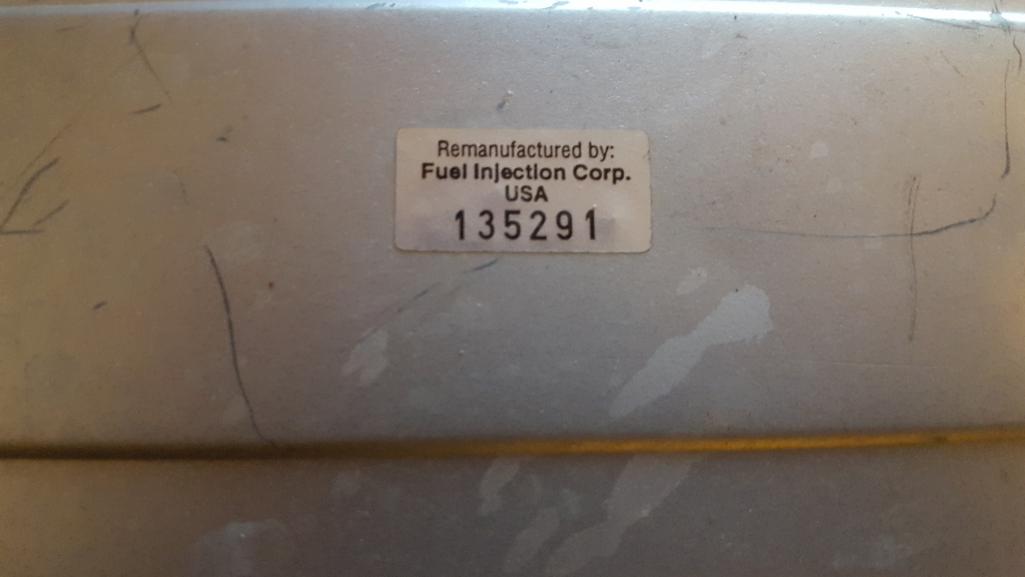 Remanufactured by:
Fuel Injection Corp.
USA
135291